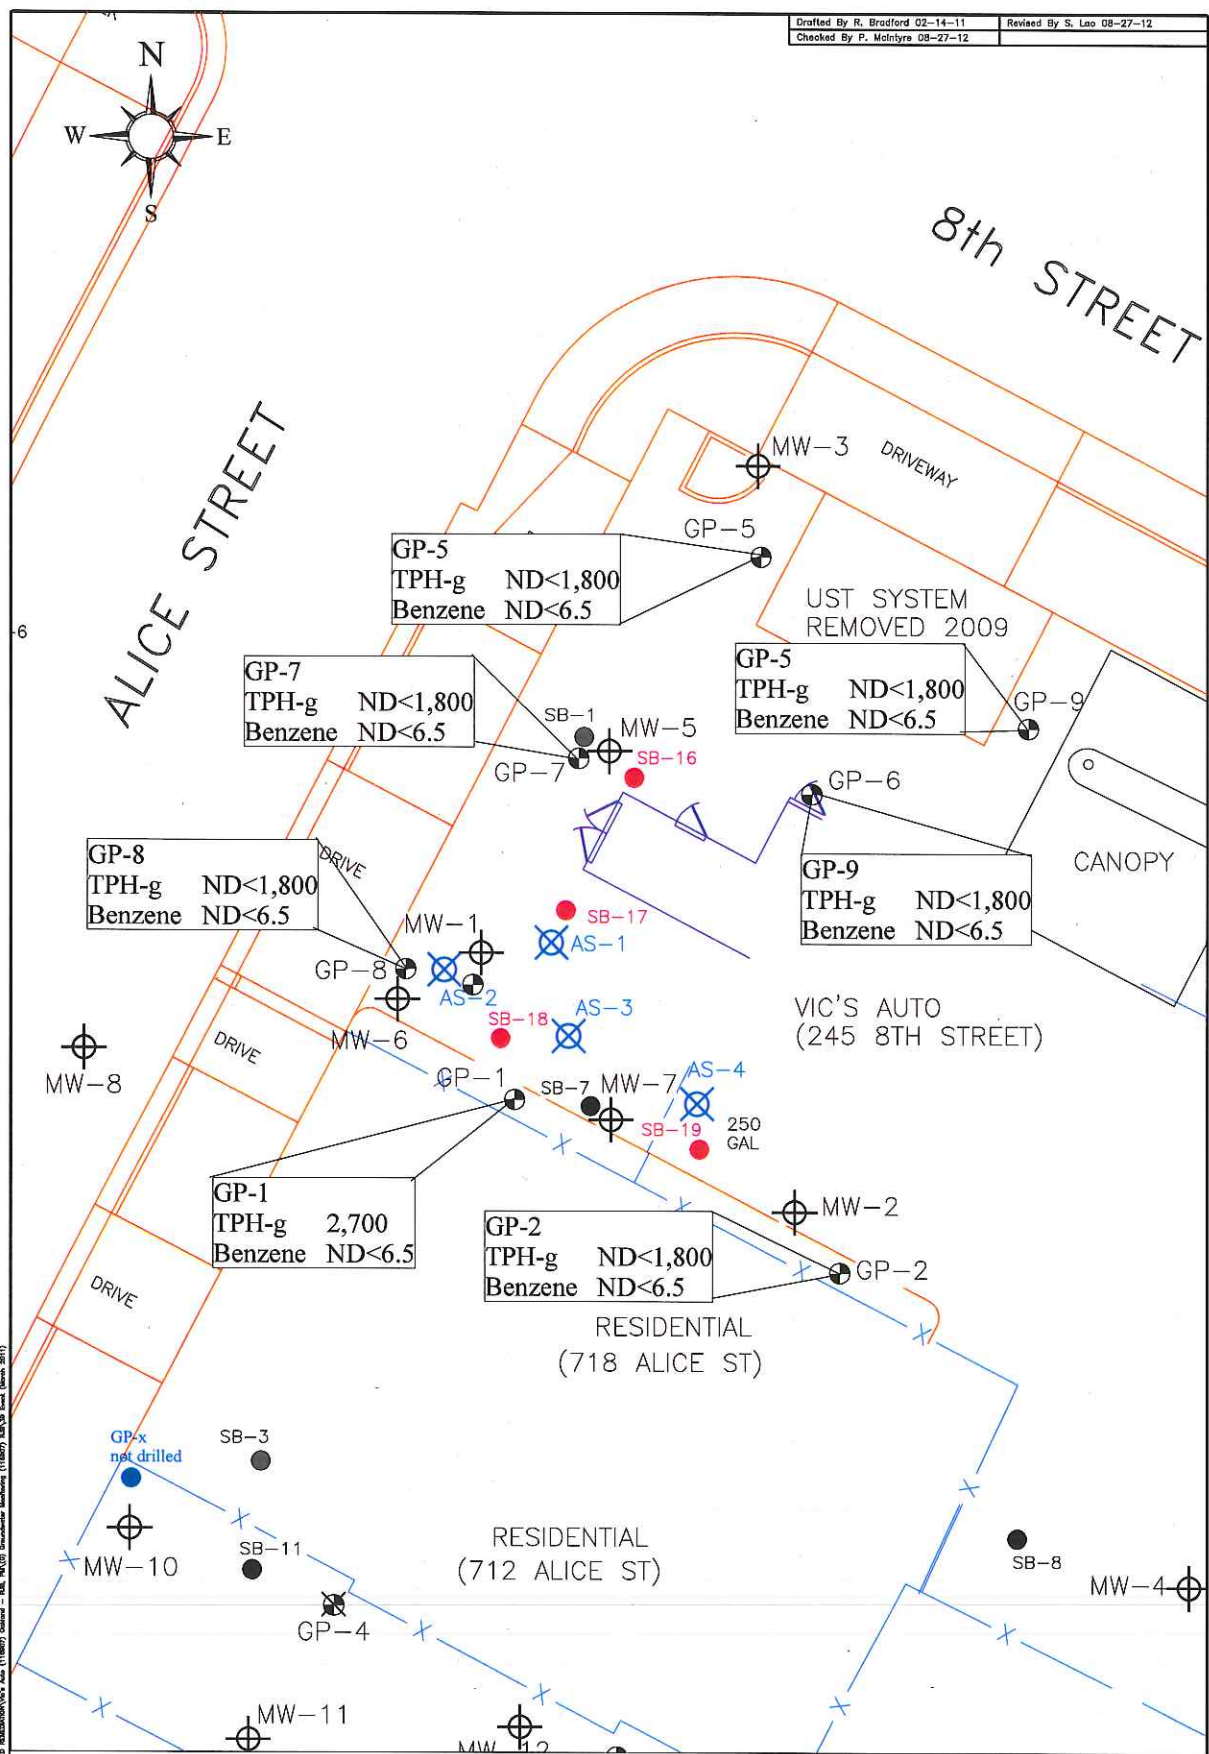 Drafted By R. Bradford 02-14-11
Revised By S. Lao 08-27-12
Checked By P. McIntyre 08-27-12
N
W E
S
8th STREET
ALICE STREET
MW-3
DRIVEWAY
GP-5
GP-5
TPH-g ND<1,800
Benzene ND<6.5
UST SYSTEM
REMOVED 2009
-6
GP-7
TPH-g ND<1,800
Benzene ND<6.5
GP-5
TPH-g ND<1,800
Benzene ND<6.5
GP-9
SB-1
MW-5
GP-7
SB-16
GP-6
GP-8
TPH-g ND<1,800
Benzene ND<6.5
DRIVE
GP-9
TPH-g ND<1,800
Benzene ND<6.5
CANOPY
MW-1
SB-17
AS-1
GP-8
AS-2
MW-6
SB-18
AS-3
VIC'S AUTO
(245 8TH STREET)
DRIVE
MW-8
GP-1
SB-7
MW-7
AS-4
SB-19
250
GAL
GP-1
TPH-g 2,700
Benzene ND<6.5
GP-2
TPH-g ND<1,800
Benzene ND<6.5
MW-2
GP-2
DRIVE
RESIDENTIAL
(718 ALICE ST)
GP-x
not drilled
SB-3
MW-10
SB-11
RESIDENTIAL
(712 ALICE ST)
SB-8
MW-4
GP-4
MW-11
MW-12